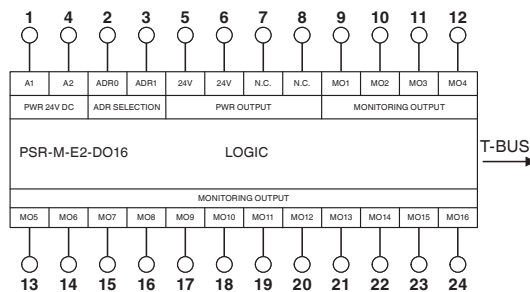 1 4 2 3 5 6 7 8 9 10 11 12
A1 A2 ADR0 ADR1 24V 24V N.C. N.C. MO1 MO2 MO3 MO4
PWR 24V DC ADR SELECTION PWR OUTPUT MONITORING OUTPUT
PSR-M-E2-DO16 LOGIC T-BUS
MONITORING OUTPUT
MO5 MO6 MO7 MO8 MO9 MO10 MO11 MO12 MO13 MO14 MO15 MO16
13 14 15 16 17 18 19 20 21 22 23 24